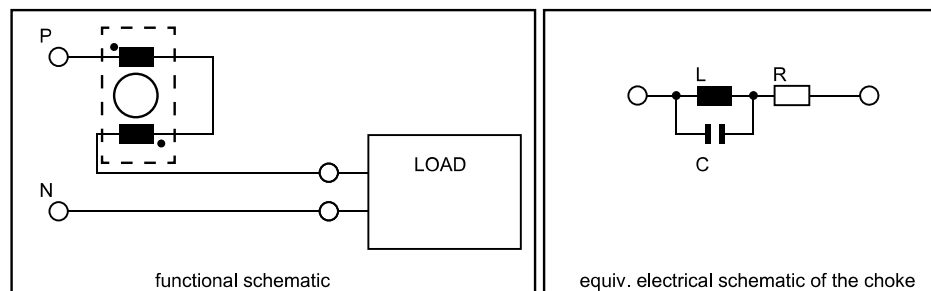 P
N
LOAD
functional schematic
L
R
C
equiv. electrical schematic of the choke